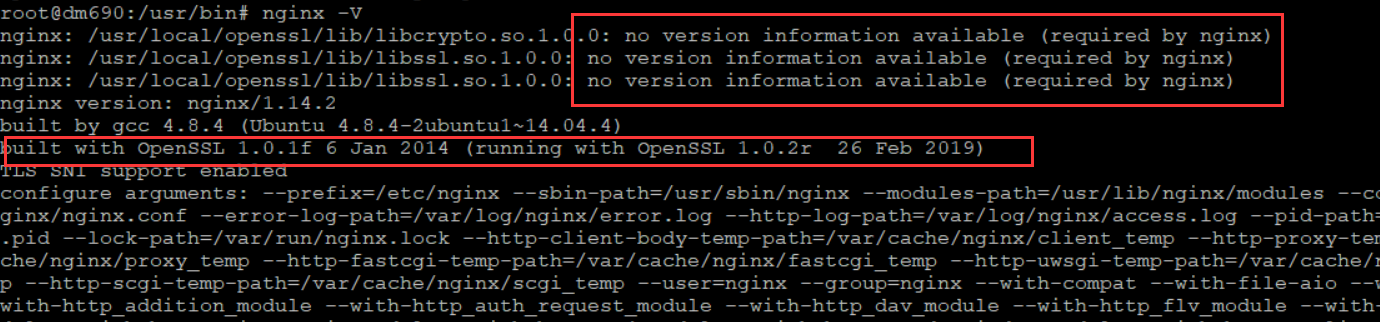 root@dm690:/usr/bin# nginx -V
nginx: /usr/local/openssl/lib/libcrypto.so.1.0.0: no version information available (required by nginx)
nginx: /usr/local/openssl/lib/libssl.so.1.0.0: no version information available (required by nginx)
nginx: /usr/local/openssl/lib/libssl.so.1.0.0: no version information available (required by nginx)
nginx version: nginx/1.14.2
built by gcc 4.8.4 (Ubuntu 4.8.4-2ubuntu1~14.04.4)
built with OpenSSL 1.0.1f 6 Jan 2014 (running with OpenSSL 1.0.2r  26 Feb 2019)
TLS SNI support enabled
configure arguments: --prefix=/etc/nginx --sbin-path=/usr/sbin/nginx --modules-path=/usr/lib/nginx/modules --co
ginx/nginx.conf --error-log-path=/var/log/nginx/error.log --http-log-path=/var/log/nginx/access.log --pid-path=
.pid --lock-path=/var/run/nginx.lock --http-client-body-temp-path=/var/cache/nginx/client_temp --http-proxy-tem
che/nginx/proxy_temp --http-fastcgi-temp-path=/var/cache/nginx/fastcgi_temp --http-uwsgi-temp-path=/var/cache/n
p --http-scgi-temp-path=/var/cache/nginx/scgi_temp --user=nginx --group=nginx --with-compat --with-file-aio --w
with-http_addition_module --with-http_auth_request_module --with-http_dav_module --with-http_flv_module --with-